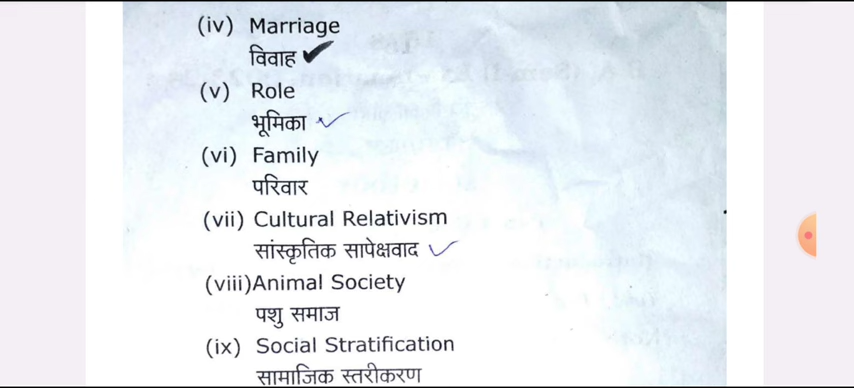 (iv) Marriage
विवाह
(v) Role
भूमिका
(vi) Family
परिवार
(vii) Cultural Relativism
सांस्कृतिक सापेक्षवाद
(viii)Animal Society
पशु समाज
(ix) Social Stratification
सामाजिक स्तरीकरण